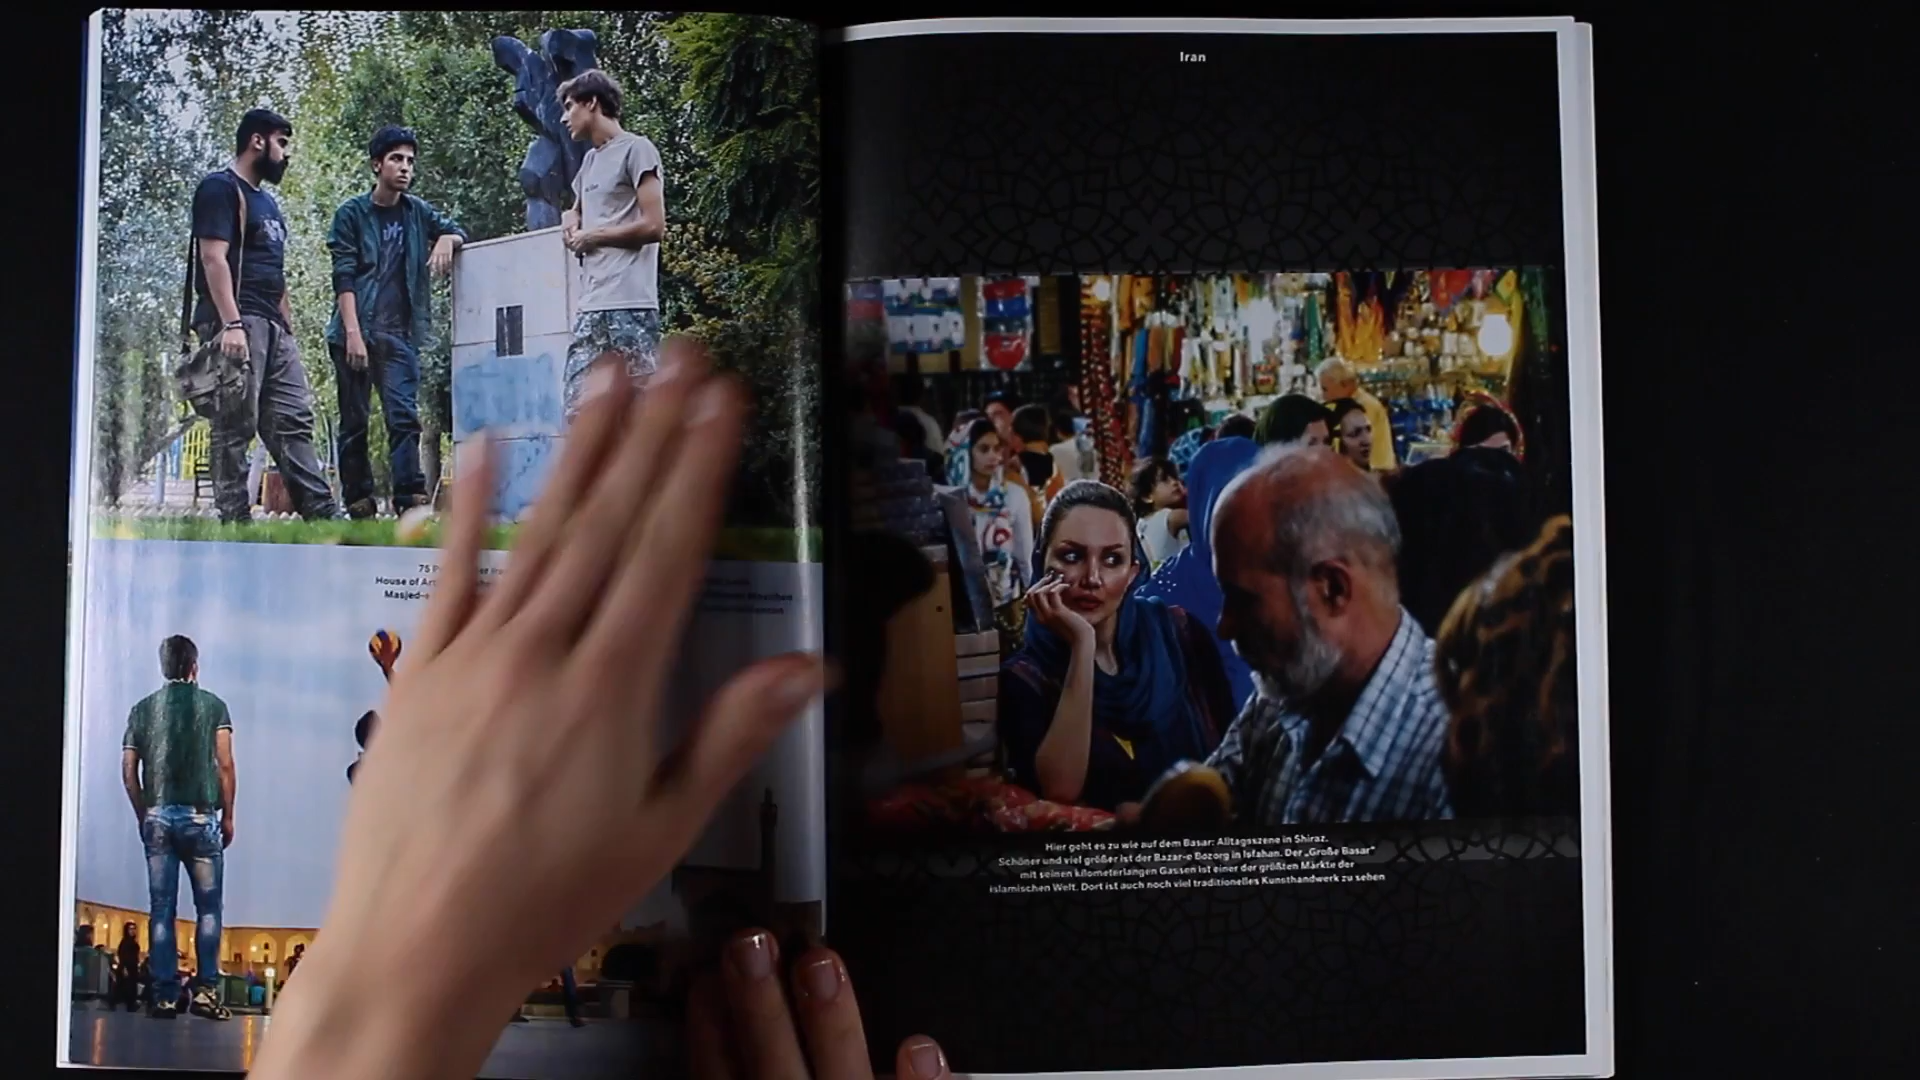 Iran
75 P
House of Ar
Masjed-e
Hier geht es zu wie auf dem Basar: Alltagsszene in Shiraz.
Schöner und viel größer ist der Bazar-e Bozorg in Isfahan. Der „Große Basar"
mit seinen kilometerlangen Gassen ist einer der größten Märkte der
islamischen Welt. Dort ist auch noch viel traditionelles Kunsthandwerk zu sehen